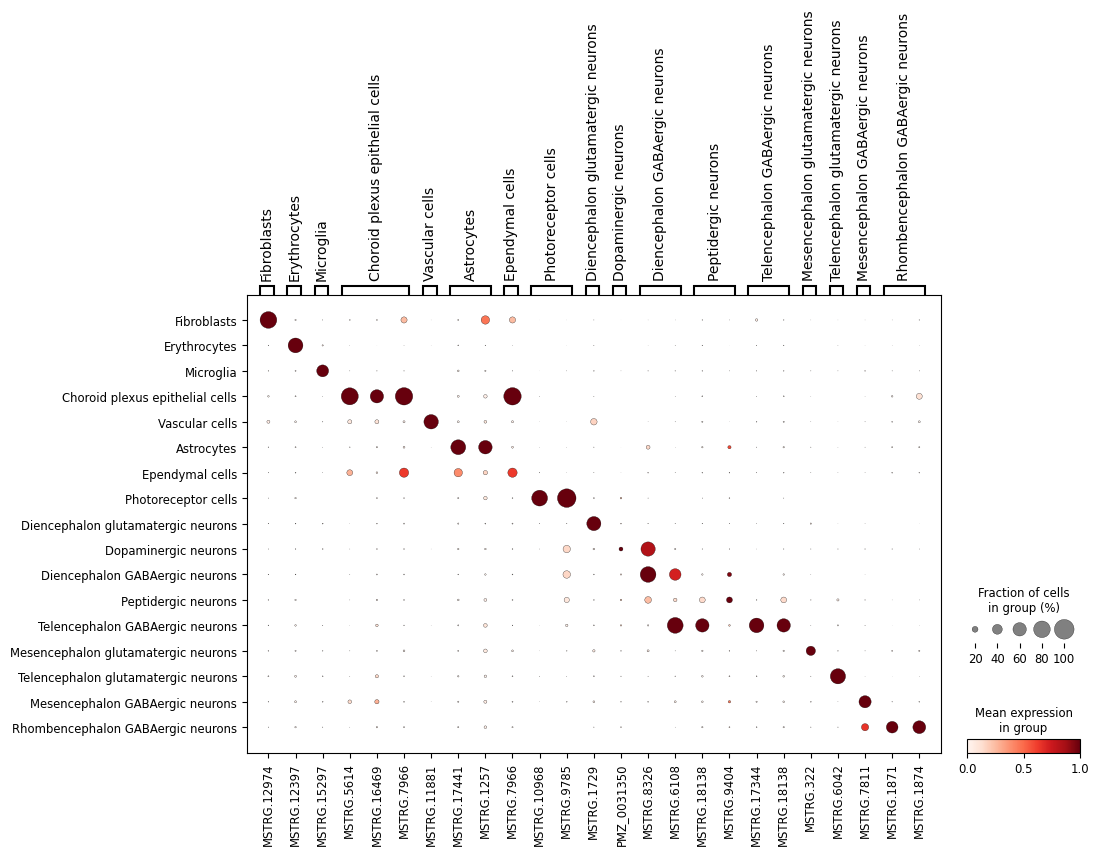 Fibroblasts
Erythrocytes
Microglia
Choroid plexus epithelial cells
Vascular cells
Astrocytes
Ependymal cells
Photoreceptor cells
Diencephalon glutamatergic neurons
Dopaminergic neurons
Diencephalon GABAergic neurons
Peptidergic neurons
Telencephalon GABAergic neurons
Mesencephalon glutamatergic neurons
Telencephalon glutamatergic neurons
Mesencephalon GABAergic neurons
Rhombencephalon GABAergic neurons
Fibroblasts
Erythrocytes
Microglia
Choroid plexus epithelial cells
Vascular cells
Astrocytes
Ependymal cells
Photoreceptor cells
Diencephalon glutamatergic neurons
Dopaminergic neurons
Diencephalon GABAergic neurons
Peptidergic neurons
Telencephalon GABAergic neurons
Mesencephalon glutamatergic neurons
Telencephalon glutamatergic neurons
Mesencephalon GABAergic neurons
Rhombencephalon GABAergic neurons
MSTRG.12974
MSTRG.12397
MSTRG.15297
MSTRG.5614
MSTRG.16469
MSTRG.7966
MSTRG.11881
MSTRG.17441
MSTRG.1257
MSTRG.7966
MSTRG.10968
MSTRG.9785
MSTRG.1729
PMZ_0031350
MSTRG.8326
MSTRG.6108
MSTRG.18138
MSTRG.9404
MSTRG.17344
MSTRG.18138
MSTRG.322
MSTRG.6042
MSTRG.7811
MSTRG.1871
MSTRG.1874
Fraction of cells
in group (%)
20 40 60 80 100
Mean expression
in group
0.0 0.5 1.0